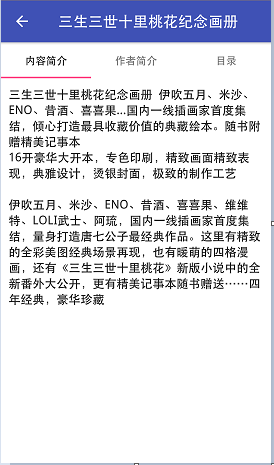 三生三世十里桃花纪念画册
内容简介
作者简介
目录
三生三世十里桃花纪念画册 伊吹五月、米沙、
ENO、昔酒、喜喜果...国内一线插画家首度集
结，倾心打造最具收藏价值的典藏绘本。随书附
赠精美记事本
16开豪华大开本，专色印刷，精致画面精致表
现，典雅设计，烫银封面，极致的制作工艺
伊吹五月、米沙、ENO、昔酒、喜喜果、维维
特、LOLI武士、阿琉，国内一线插画家首度集
结，量身打造唐七公子最经典作品。这里有精致
的全彩美图经典场景再现，也有暖萌的四格漫
画，还有《三生三世十里桃花》新版小说中的全
新番外大公开，更有精美记事本随书赠送……四
年经典，豪华珍藏